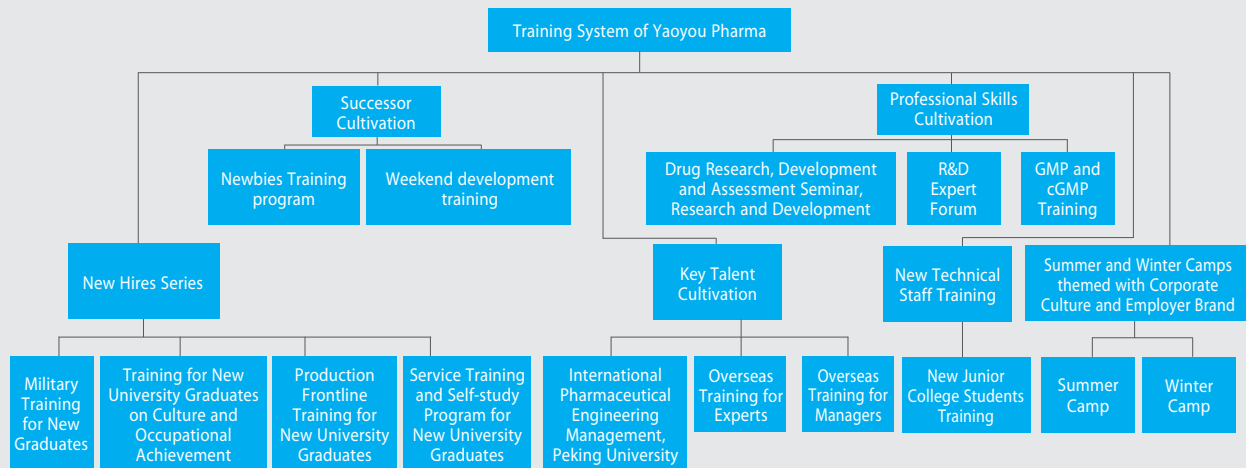 Training System of Yaoyou Pharma
Successor
Cultivation
Professional Skills
Cultivation
Newbies Training
program
Weekend development
training
Drug Research, Development
and Assessment Seminar,
Research and Development
R&D
Expert
Forum
GMP and
cGMP
Training
New Hires Series
Key Talent
Cultivation
New Technical
Staff Training
Summer and Winter Camps
themed with Corporate
Culture and Employer Brand
Military
Training
for New
Graduates
Training for New
University Graduates
on Culture and
Occupational
Achievement
Production
Frontline
Training for
New University
Graduates
Service Training
and Self-study
Program for
New University
Graduates
International
Pharmaceutical
Engineering
Management,
Peking University
Overseas
Training for
Experts
Overseas
Training for
Managers
New Junior
College Students
Training
Summer
Camp
Winter
Camp